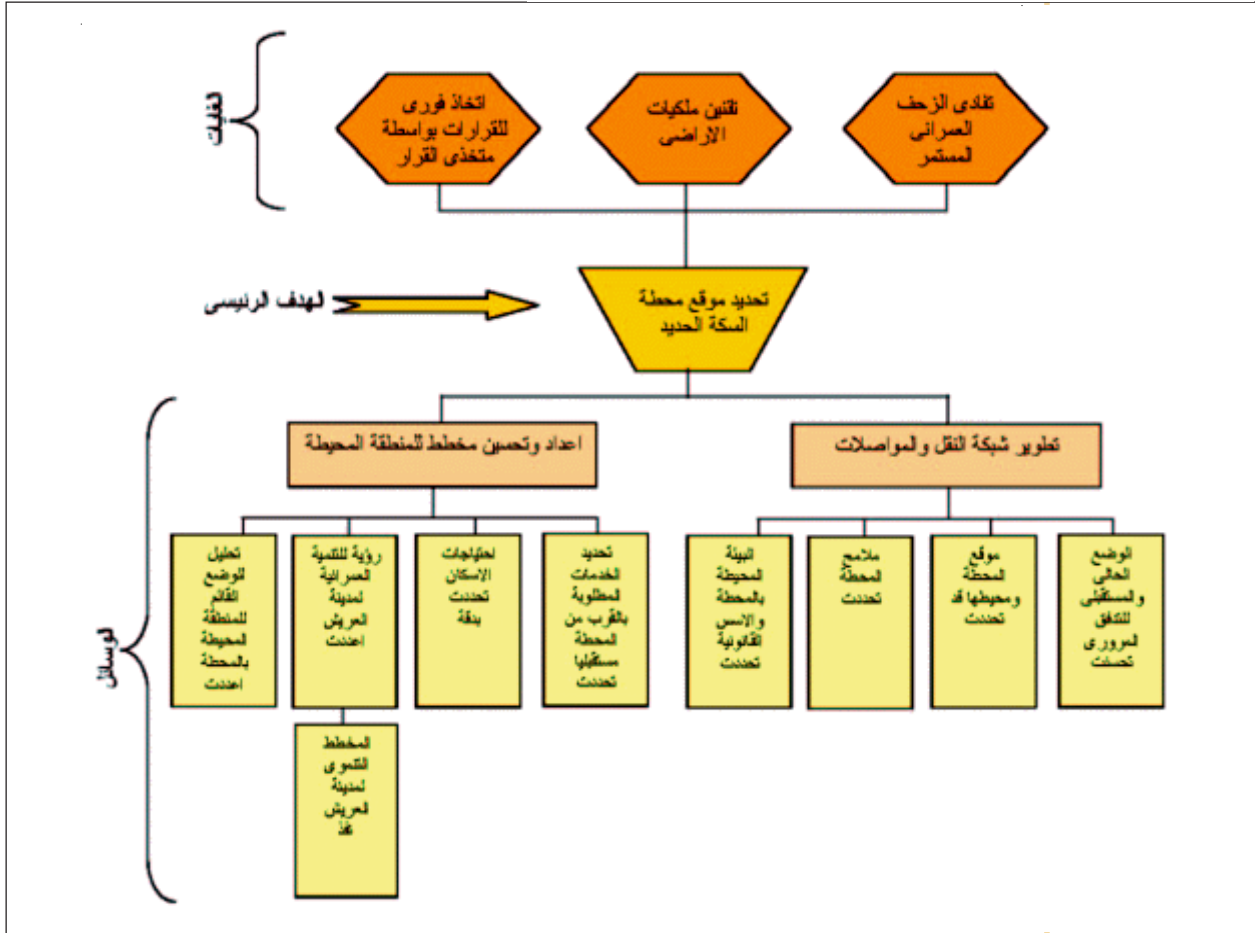 الغايات
تفادى الزحف
العمرانى
المستمر
تقنين ملكيات
الاراضى
اتخاذ فورى
للقرارات بواسطة
متخذى القرار
الهدف الرئيسى
تحديد موقع محطة
السكة الحديد
الوسائل
تطوير شبكة النقل والمواصلات
اعداد وتحسين مخطط للمنطقة المحيطة
الوضع
الحالى
والمستقبلى
للتدفق
المرورى
تحسنت
موقع
المحطة
ومحيطها قد
تحددت
ملامح
المحطة
تحددت
البيئة
المحيطة
بالمحطة
والاسس
القانونية
تحددت
تحديد
الخدمات
المطلوبة
بالقرب من
المحطة
مستقبليا
تحددت
احتياجات
الاسكان
تحددت
بدقة
رؤية للتنمية
العمرانية
لمدينة
العريش
اعددت
تحليل
للوضع
القائم
للمنطقة
المحيطة
بالمحطة
اعددت
المخطط
التنموى
لمدينة
العريش
نفذ